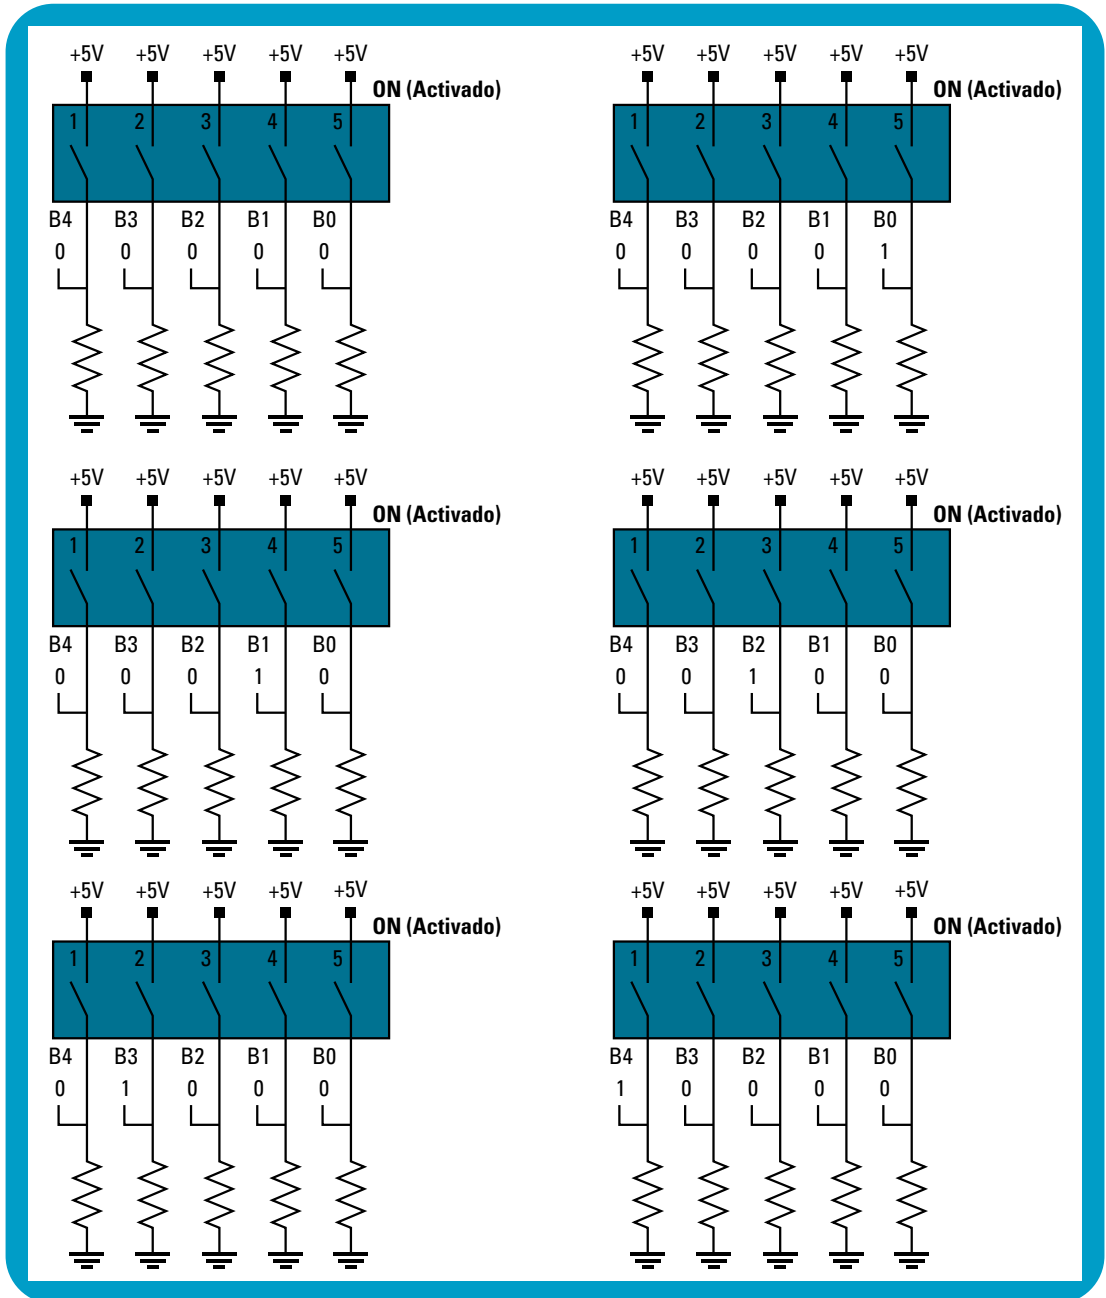 +5V +5V +5V +5V +5V
ON (Activado)
1 2 3 4 5
B4 B3 B2 B1 B0
0 0 0 0 0
+5V +5V +5V +5V +5V
ON (Activado)
1 2 3 4 5
B4 B3 B2 B1 B0
0 0 0 0 1
+5V +5V +5V +5V +5V
ON (Activado)
1 2 3 4 5
B4 B3 B2 B1 B0
0 0 0 1 0
+5V +5V +5V +5V +5V
ON (Activado)
1 2 3 4 5
B4 B3 B2 B1 B0
0 0 1 0 0
+5V +5V +5V +5V +5V
ON (Activado)
1 2 3 4 5
B4 B3 B2 B1 B0
0 1 0 0 0
+5V +5V +5V +5V +5V
ON (Activado)
1 2 3 4 5
B4 B3 B2 B1 B0
1 0 0 0 0